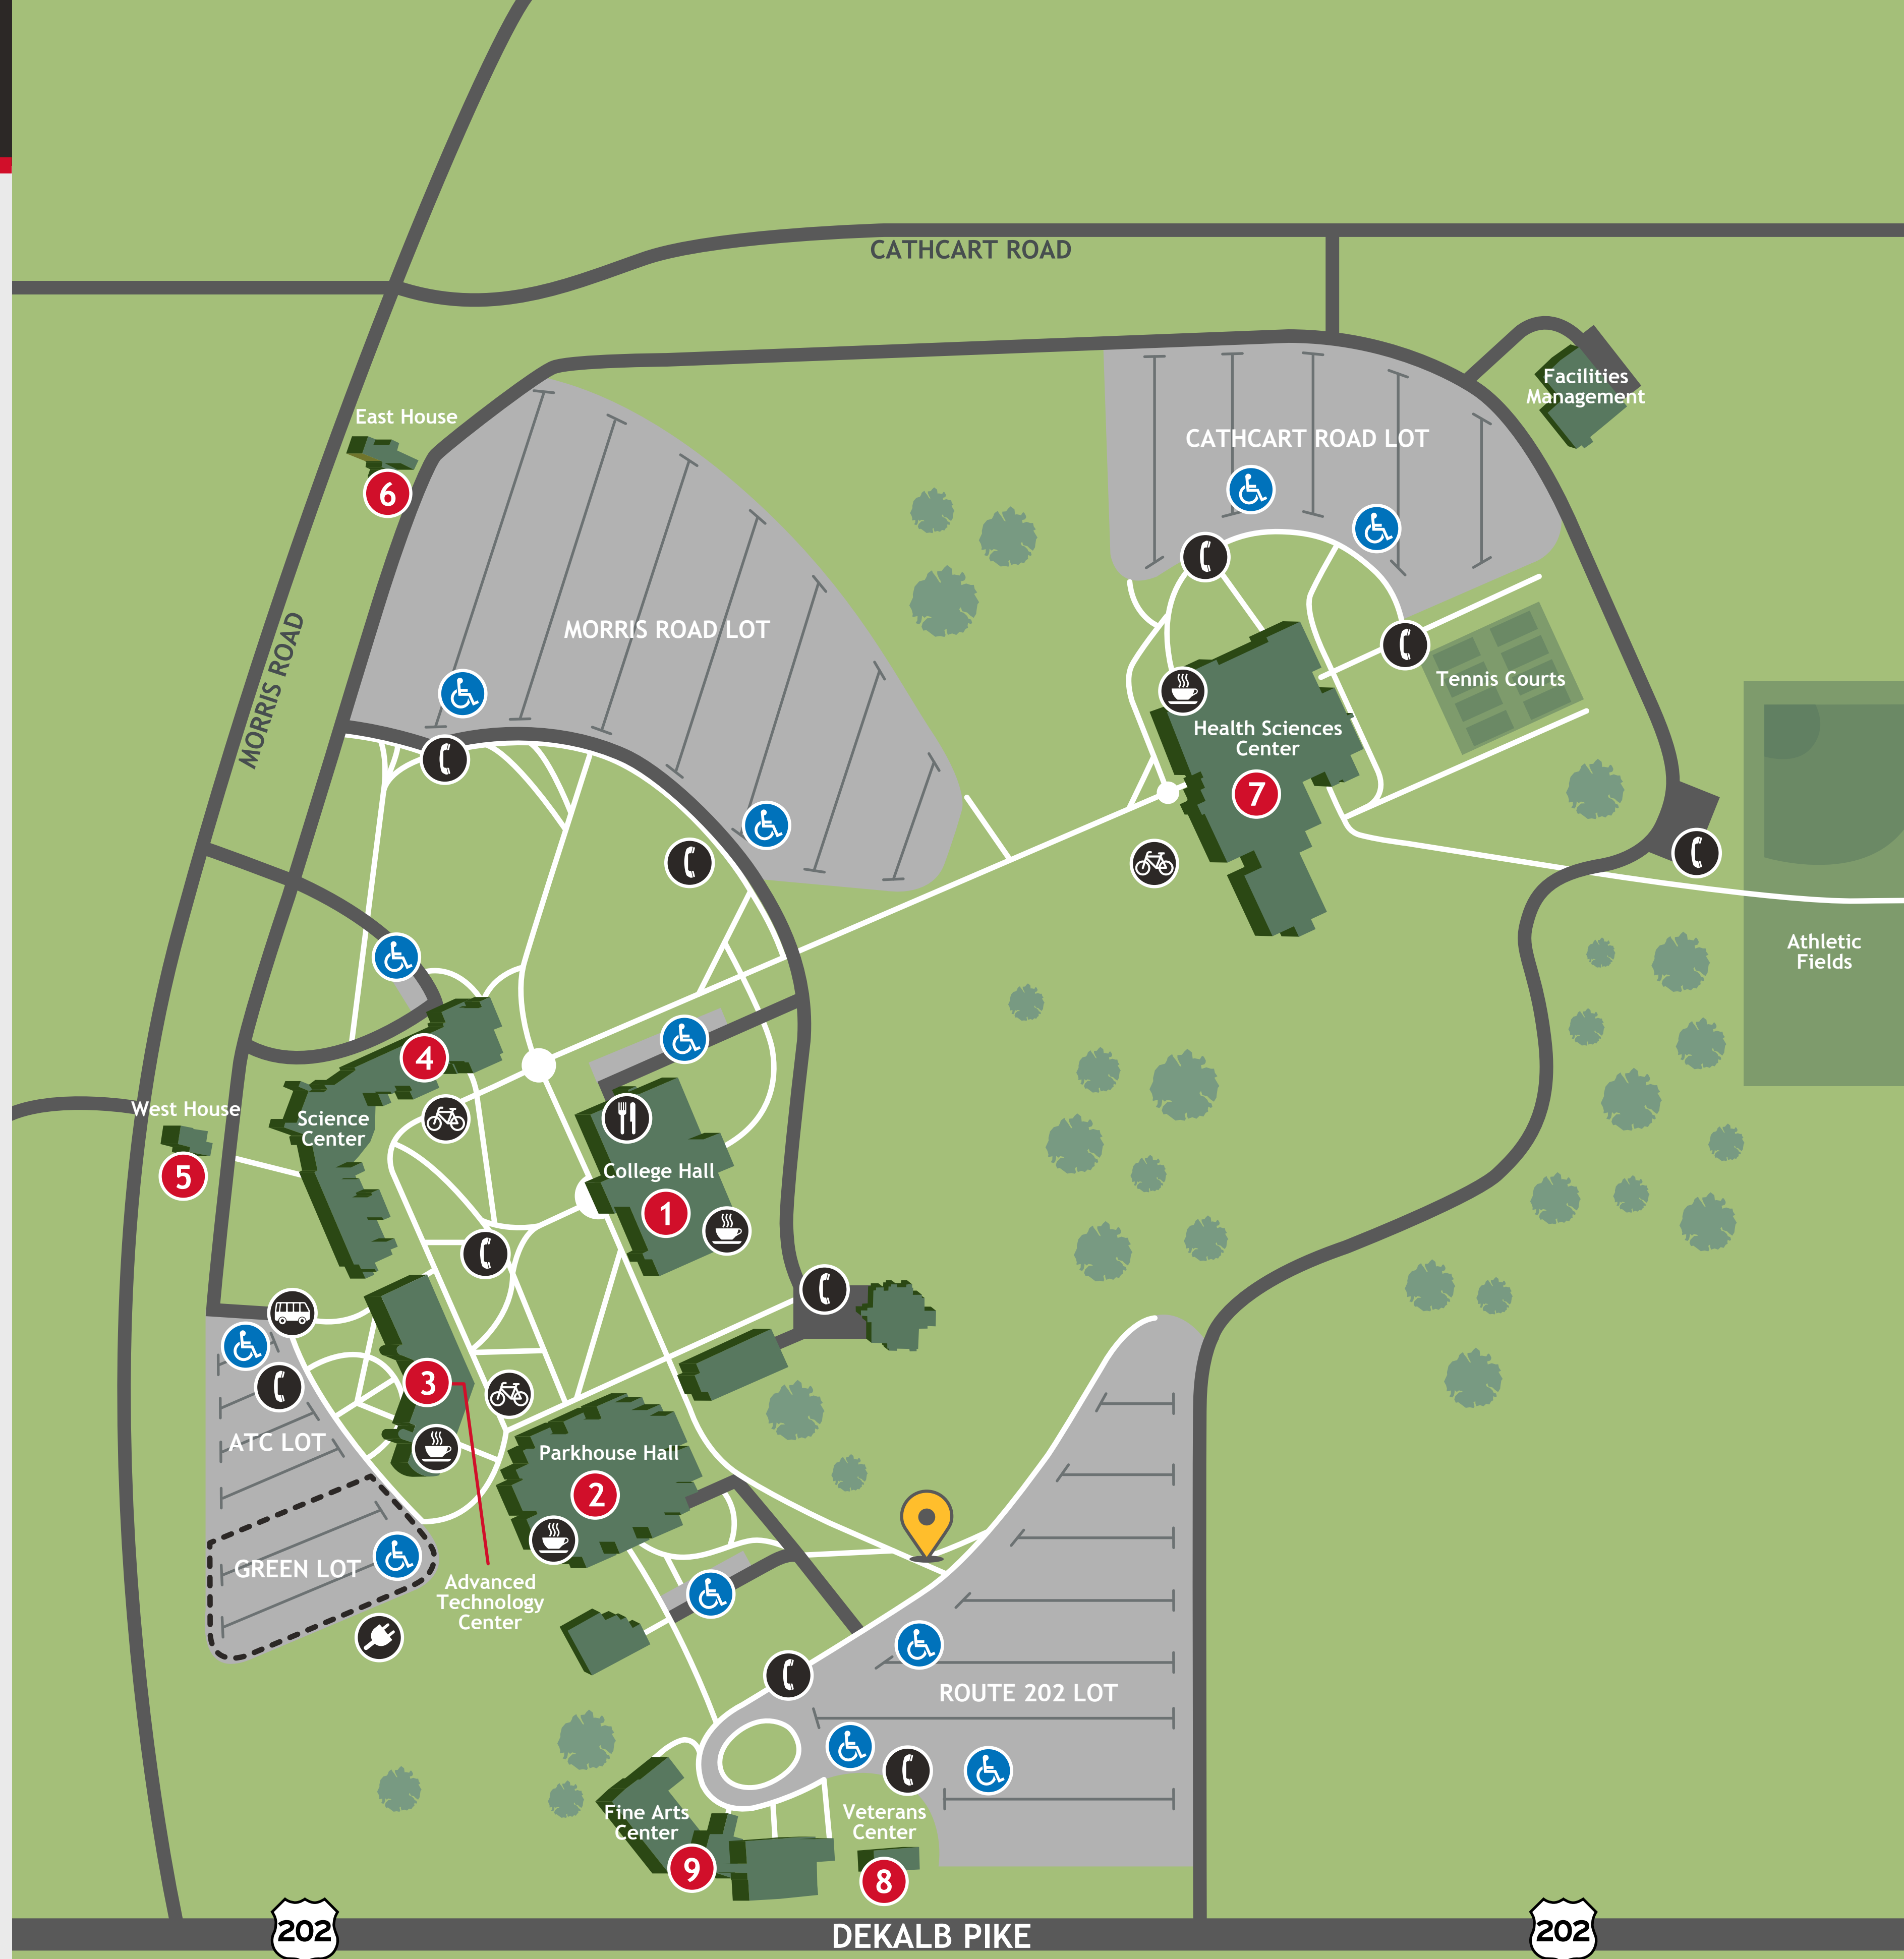 CATHCART ROAD
Facilities
Management
East House
6
CATHCART ROAD LOT
MORRIS ROAD LOT
MORRIS ROAD
Tennis Courts
Health Sciences
Center
7
Athletic
Fields
4
West House
5
Science
Center
College Hall
1
3
ATC LOT
Parkhouse Hall
2
GREEN LOT
Advanced
Technology
Center
ROUTE 202 LOT
Fine Arts
Center
9
Veterans
Center
8
202
DEKALB PIKE
202